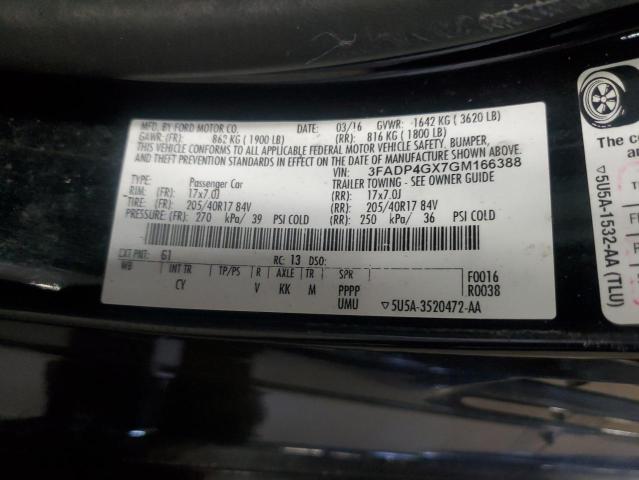 MFD. BY FORD MOTOR CO. DATE: 03/16 GVWR: 1642 KG ( 3620 LB)
GAWR: (FR): 862 KG ( 1900 LB) (RR): 816 KG ( 1800 LB)
THIS VEHICLE CONFORMS TO ALL APPLICABLE FEDERAL MOTOR VEHICLE SAFETY, BUMPER,
AND THEFT PREVENTION STANDARDS IN EFFECT ON THE DATE OF MANUFACTURE SHOWN ABOVE.
VIN: 3FADP4GX7GM166388
TYPE: Passenger Car TRAILER TOWING - SEE OWNER GUIDE
RIM: (FR): 17x7.0J (RR): 17x7.0J
TIRE: (FR): 205/40R17 84V (RR): 205/40R17 84V
PRESSURE: (FR): 270 kPa/ 39 PSI COLD (RR): 250 kPa/ 36 PSI COLD
EXT PNT: G1 RC: 13 DSO: F0016
WB INT TR TP/PS R AXLE TR SPR R0038
CY V KK M PPPP
UMU ▽5U5A-3520472-AA
The co
an
▽5U5A-1532-AA (TLU)